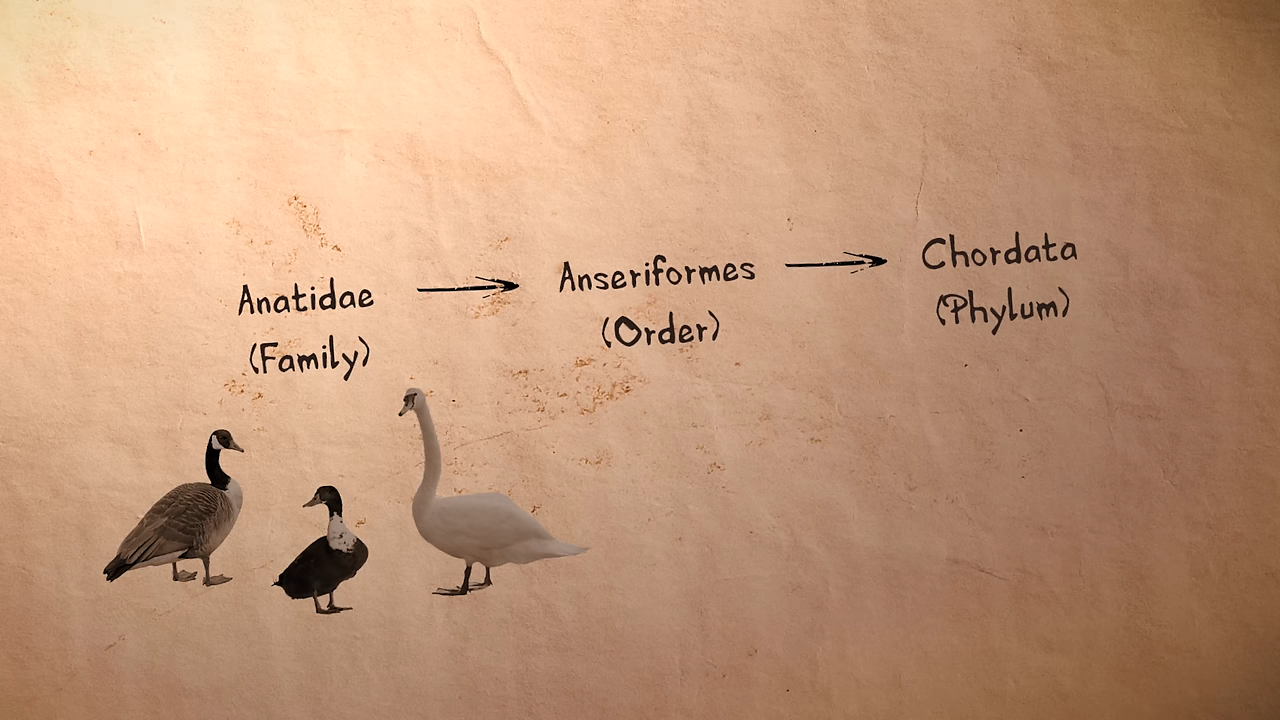 Anatidae
(Family)
Anseriformes
(Order)
Chordata
(Phylum)